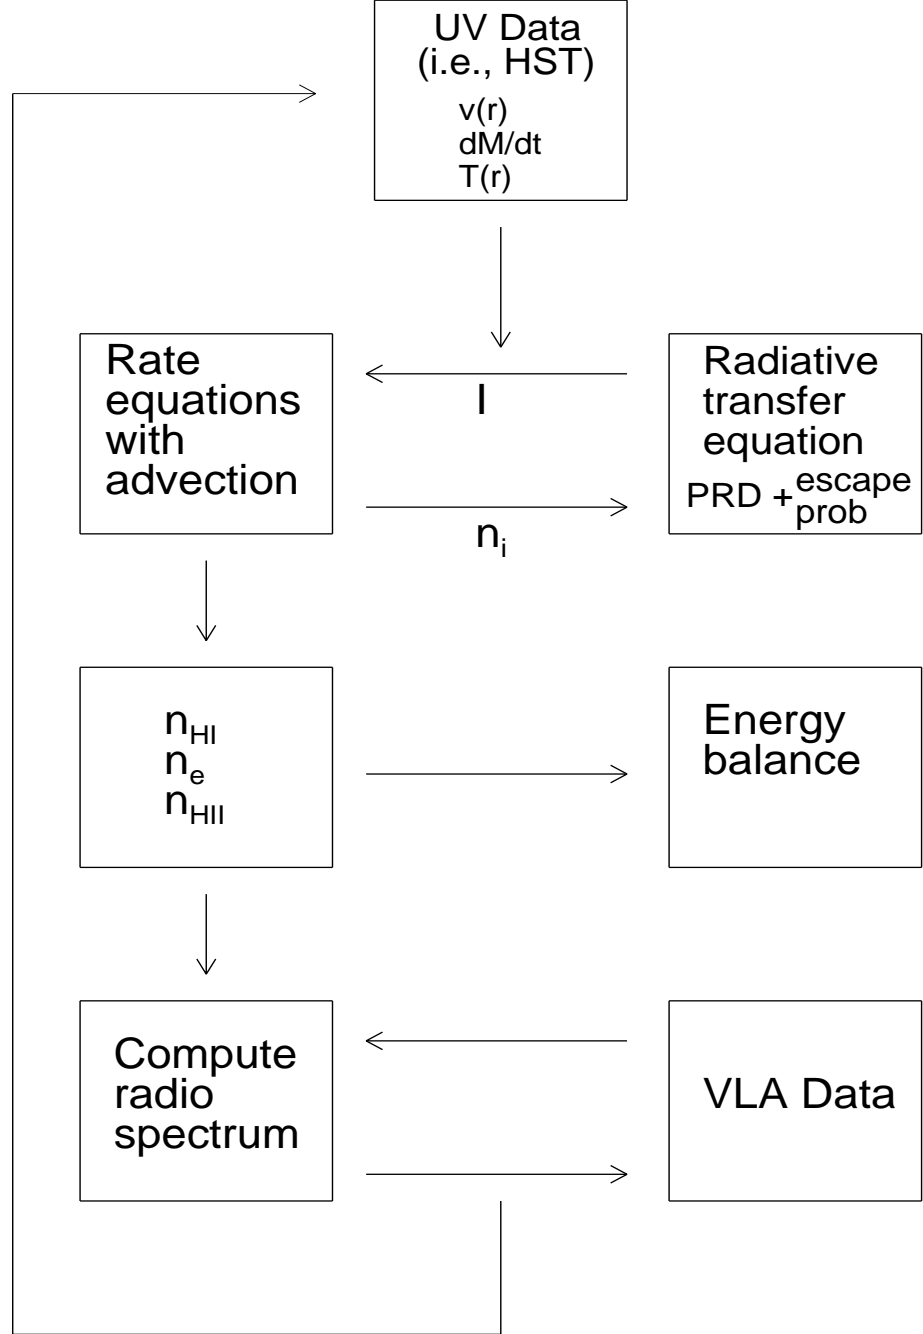 UV Data
(i.e., HST)
v(r)
dM/dt
T(r)
Rate
equations
with
advection
I
n_i
Radiative
transfer
equation
PRD + escape
prob
n_HI
n_e
n_HII
Energy
balance
Compute
radio
spectrum
VLA Data